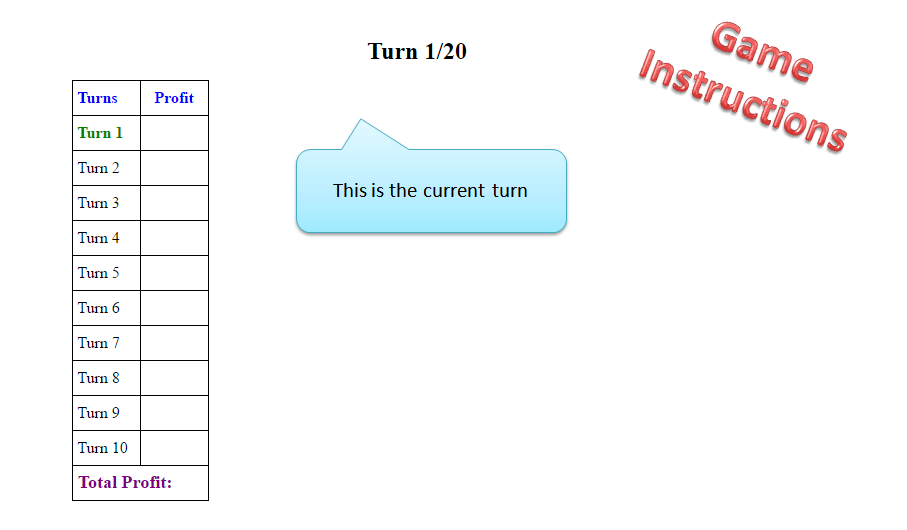 Turn 1/20
Game
Instructions
Turns Profit
Turn 1
Turn 2
Turn 3
Turn 4
Turn 5
Turn 6
Turn 7
Turn 8
Turn 9
Turn 10
Total Profit:
This is the current turn